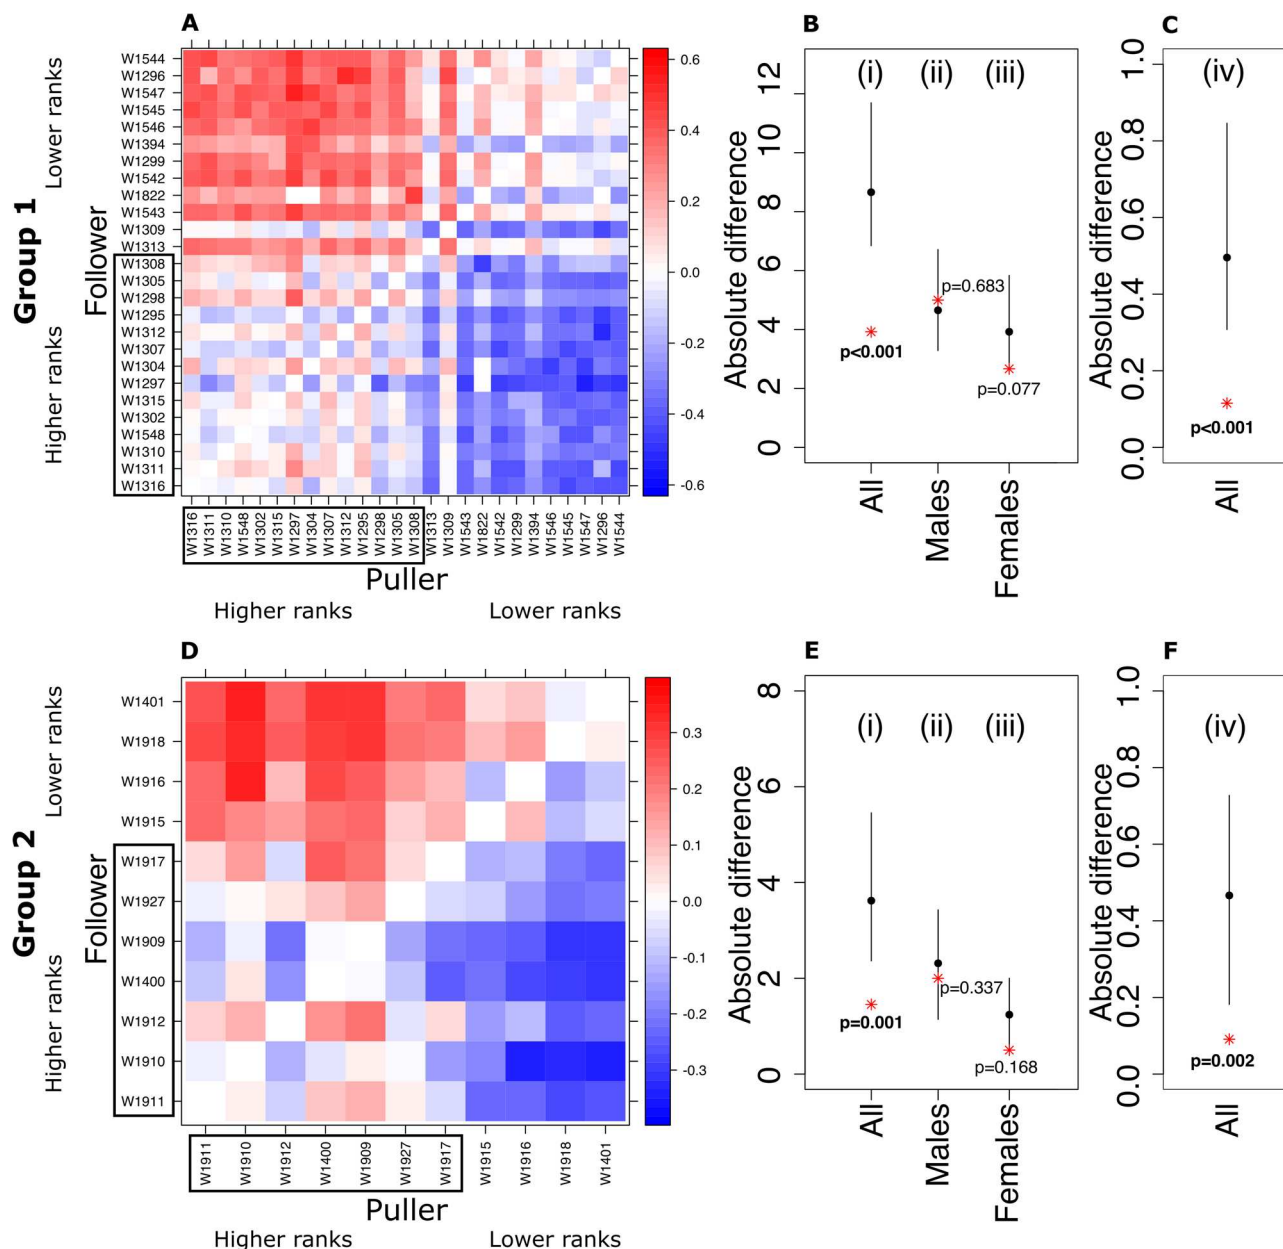 A
Group 1
Lower ranks
Higher ranks
Follower
W1544
W1296
W1547
W1545
W1546
W1394
W1299
W1542
W1822
W1543
W1309
W1313
W1308
W1305
W1298
W1295
W1312
W1307
W1304
W1297
W1315
W1302
W1548
W1310
W1311
W1316
0.6
0.4
0.2
0.0
-0.2
-0.4
-0.6
W1316
W1311
W1310
W1548
W1302
W1315
W1297
W1304
W1307
W1312
W1295
W1298
W1305
W1308
W1313
W1309
W1543
W1822
W1542
W1299
W1394
W1546
W1545
W1547
W1296
W1544
Puller
Higher ranks
Lower ranks
B
Absolute difference
12
10
8
6
4
2
0
(i)
(ii)
(iii)
p<0.001
p=0.683
p=0.077
All
Males
Females
C
Absolute difference
1.0
0.8
0.6
0.4
0.2
0.0
(iv)
p<0.001
All
D
Group 2
Lower ranks
Higher ranks
Follower
W1401
W1918
W1916
W1915
W1917
W1927
W1909
W1400
W1912
W1910
W1911
0.3
0.2
0.1
0.0
-0.1
-0.2
-0.3
W1911
W1910
W1912
W1400
W1909
W1927
W1917
W1915
W1916
W1918
W1401
Puller
Higher ranks
Lower ranks
E
Absolute difference
8
6
4
2
0
(i)
(ii)
(iii)
p=0.001
p=0.337
p=0.168
All
Males
Females
F
Absolute difference
1.0
0.8
0.6
0.4
0.2
0.0
(iv)
p=0.002
All